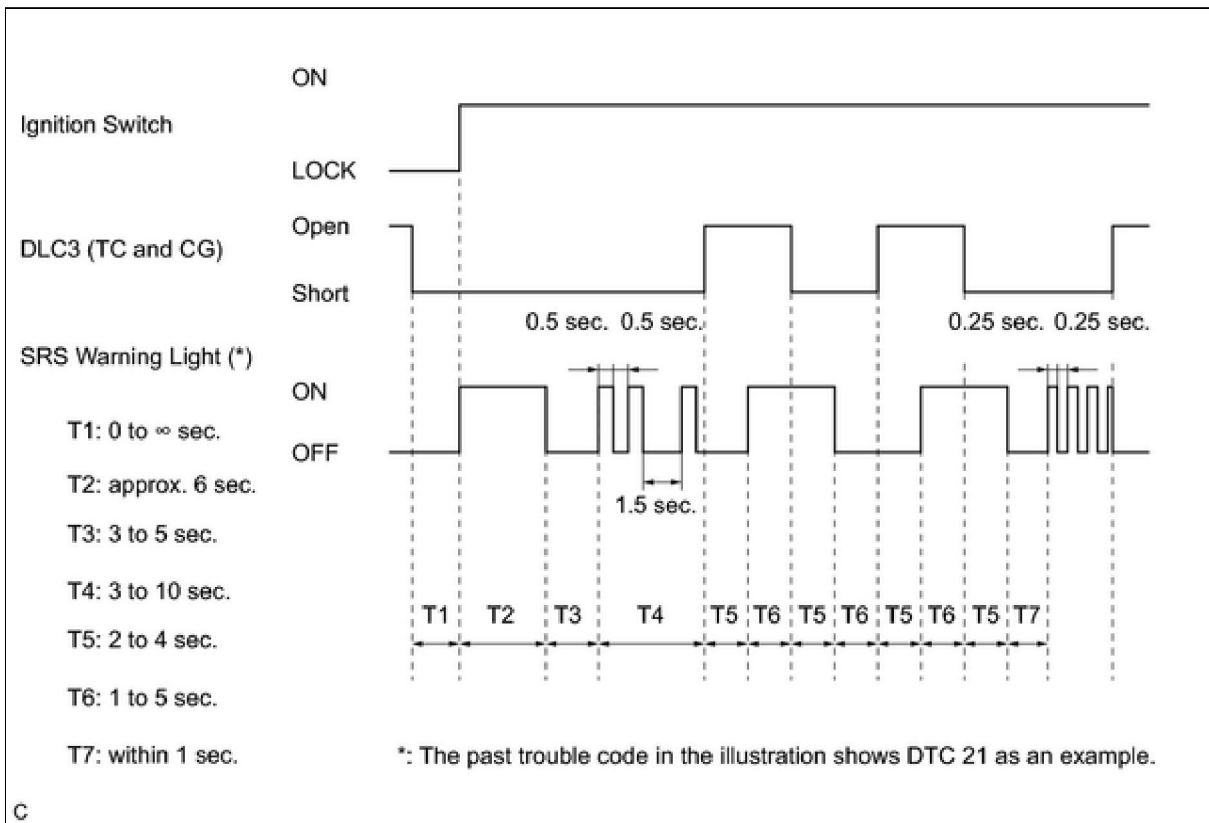 ON
Ignition Switch
LOCK
Open
DLC3 (TC and CG)
Short
0.5 sec. 0.5 sec. 0.25 sec. 0.25 sec.
SRS Warning Light (*)
ON
T1: 0 to ∞ sec.
OFF
T2: approx. 6 sec.
1.5 sec.
T3: 3 to 5 sec.
T4: 3 to 10 sec.
T1 T2 T3 T4 T5 T6 T5 T6 T5 T6 T5 T7
T5: 2 to 4 sec.
T6: 1 to 5 sec.
T7: within 1 sec.
*: The past trouble code in the illustration shows DTC 21 as an example.
C